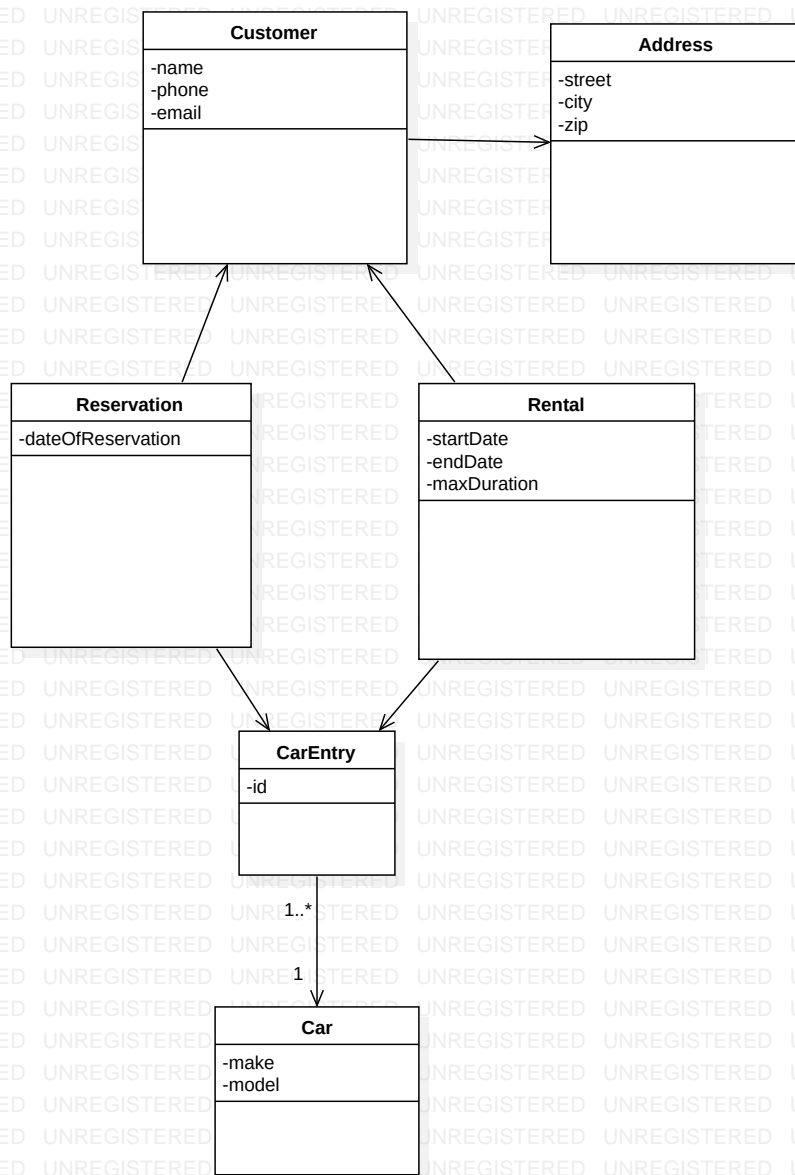 Customer
-name
-phone
-email
Address
-street
-city
-zip
Reservation
-dateOfReservation
Rental
-startDate
-endDate
-maxDuration
CarEntry
-id
1..*
1
Car
-make
-model
UNREGISTERED